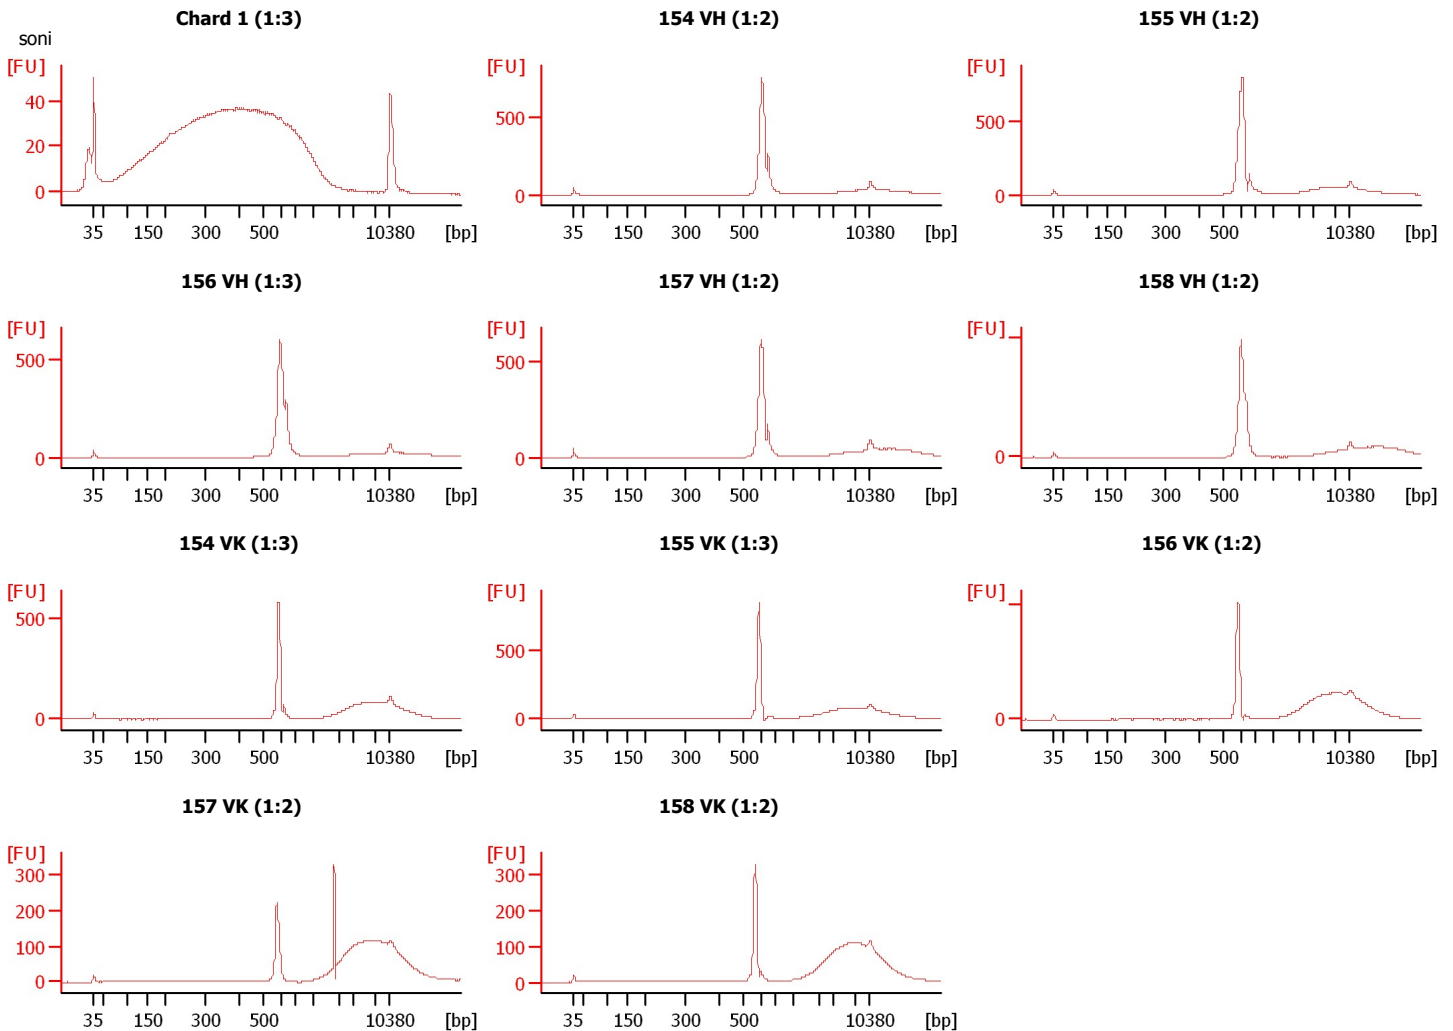 Chard 1 (1:3) 154 VH (1:2) 155 VH (1:2)
soni
[FU] [FU] [FU]
40
500 500
20
0 0 0
35 150 300 500 10380 [bp] 35 150 300 500 10380 [bp] 35 150 300 500 10380 [bp]
156 VH (1:3) 157 VH (1:2) 158 VH (1:2)
[FU] [FU] [FU]
500 500
0 0 0
35 150 300 500 10380 [bp] 35 150 300 500 10380 [bp] 35 150 300 500 10380 [bp]
154 VK (1:3) 155 VK (1:3) 156 VK (1:2)
[FU] [FU] [FU]
500
500
0 0 0
35 150 300 500 10380 [bp] 35 150 300 500 10380 [bp] 35 150 300 500 10380 [bp]
157 VK (1:2) 158 VK (1:2)
[FU] [FU]
300 300
200 200
100 100
0 0
35 150 300 500 10380 [bp] 35 150 300 500 10380 [bp]